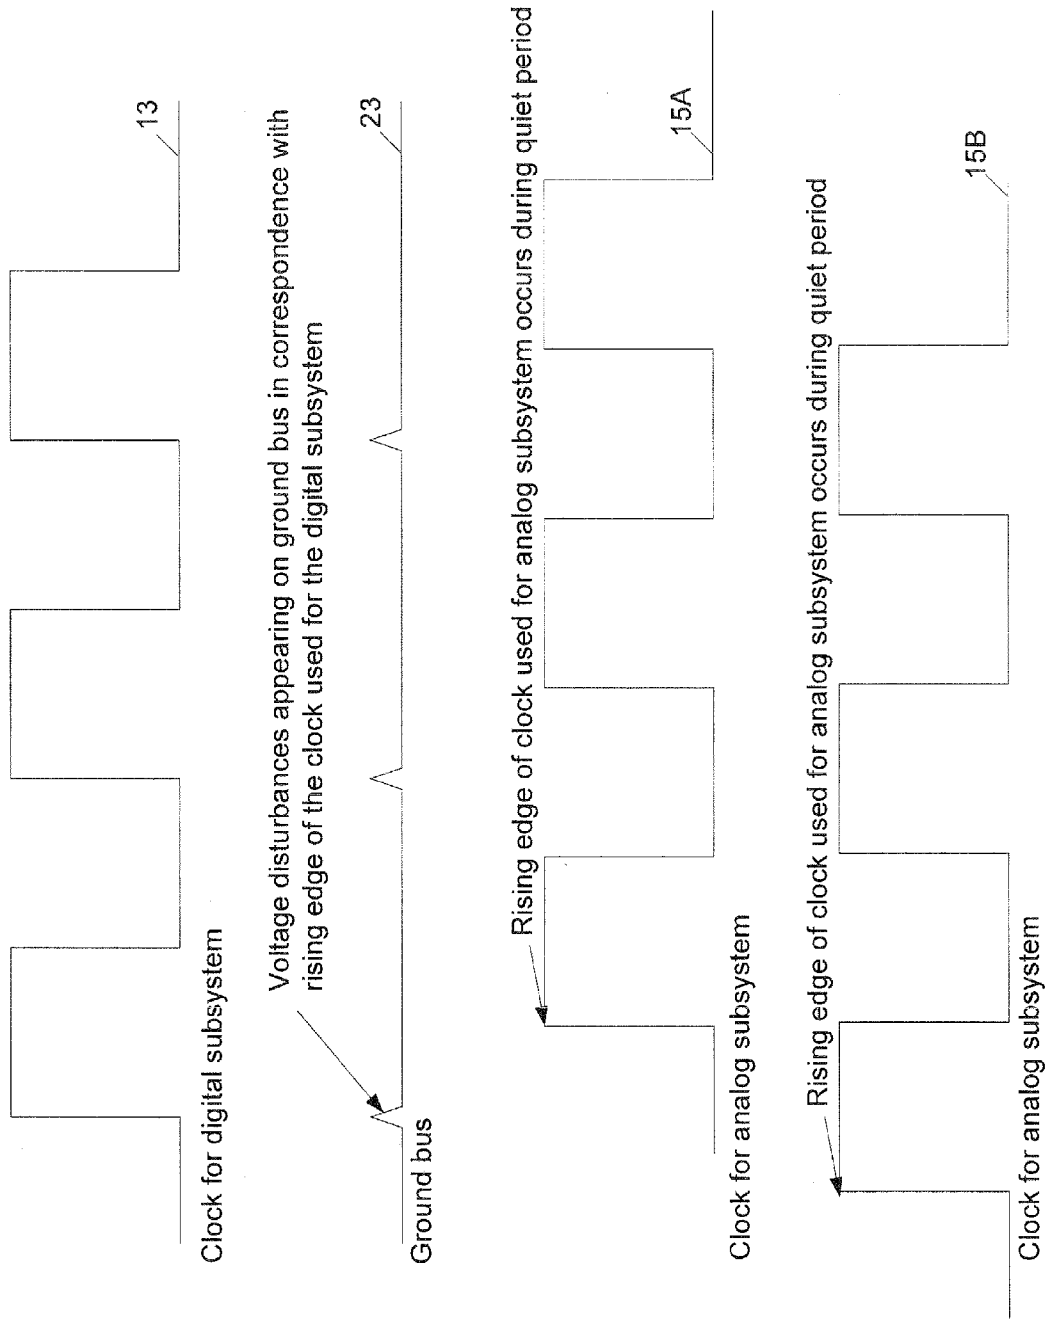 13
Clock for digital subsystem
Voltage disturbances appearing on ground bus in correspondence with
rising edge of the clock used for the digital subsystem
23
Ground bus
Rising edge of clock used for analog subsystem occurs during quiet period
15A
Clock for analog subsystem
Rising edge of clock used for analog subsystem occurs during quiet period
15B
Clock for analog subsystem